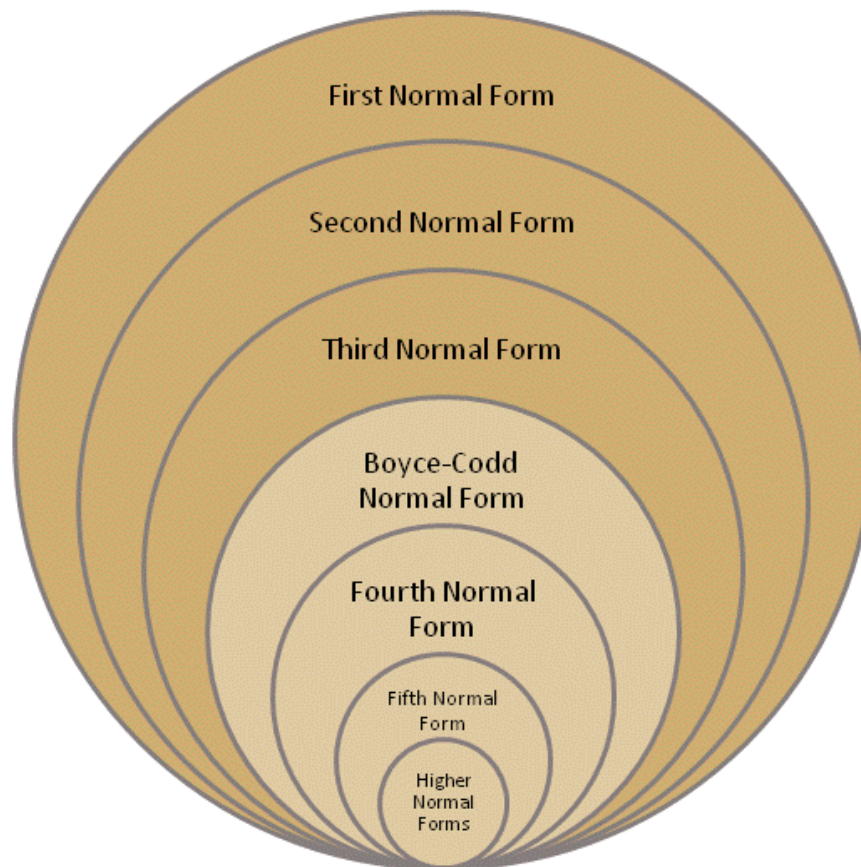 First Normal Form
Second Normal Form
Third Normal Form
Boyce-Codd
Normal Form
Fourth Normal
Form
Fifth Normal
Form
Higher
Normal
Forms